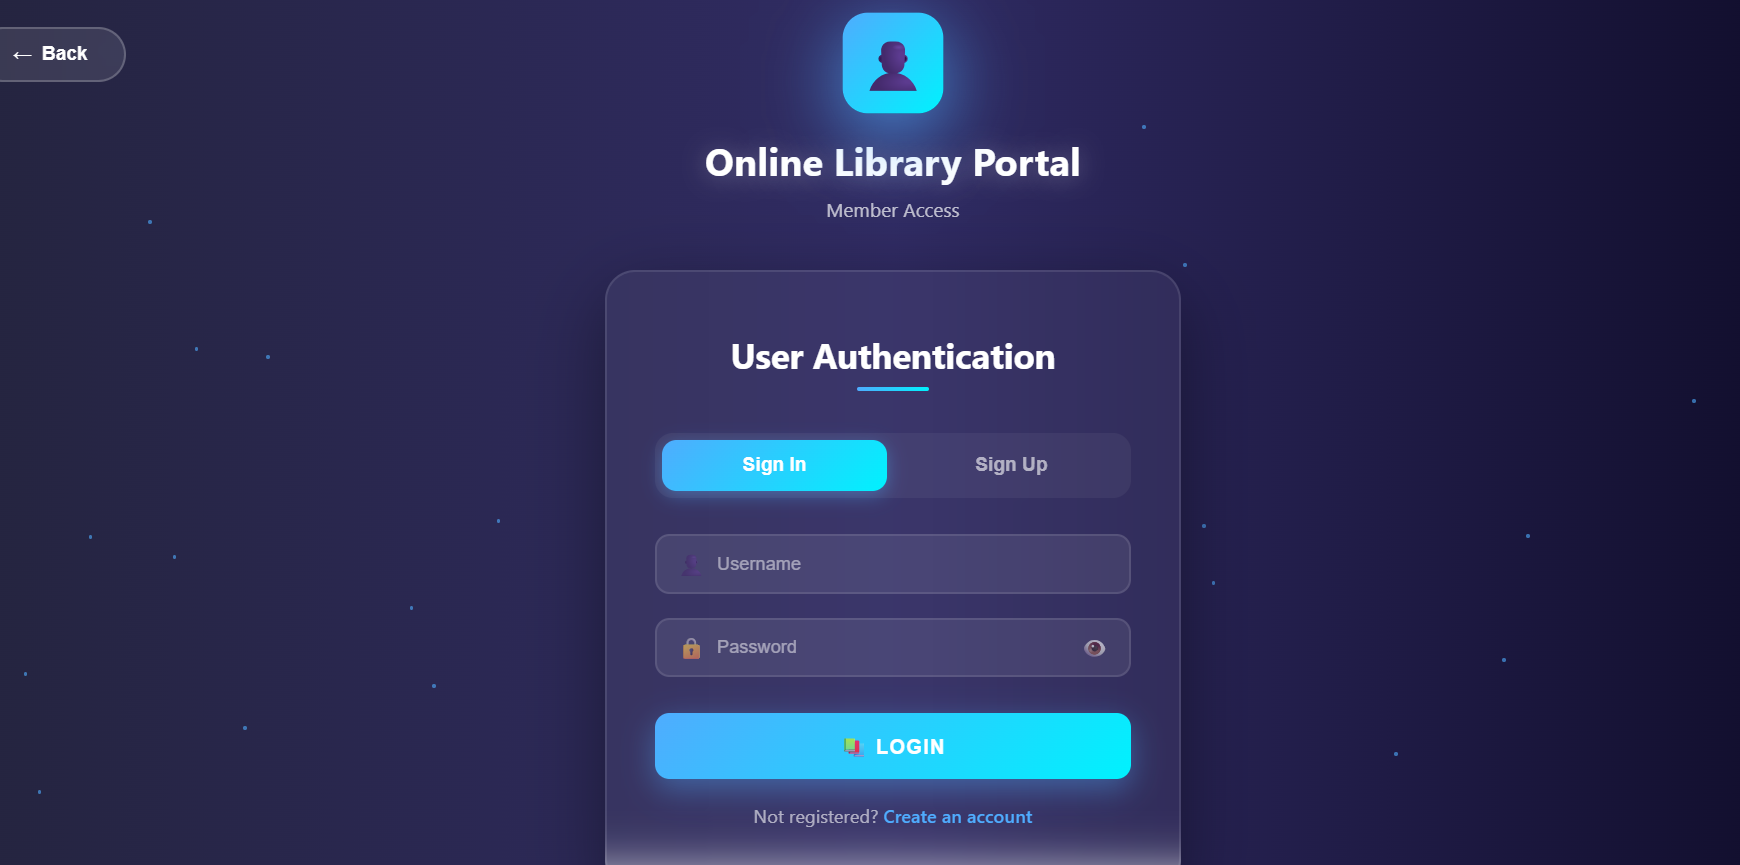 ← Back
Online Library Portal
Member Access
User Authentication
Sign In
Sign Up
Username
Password
LOGIN
Not registered? Create an account